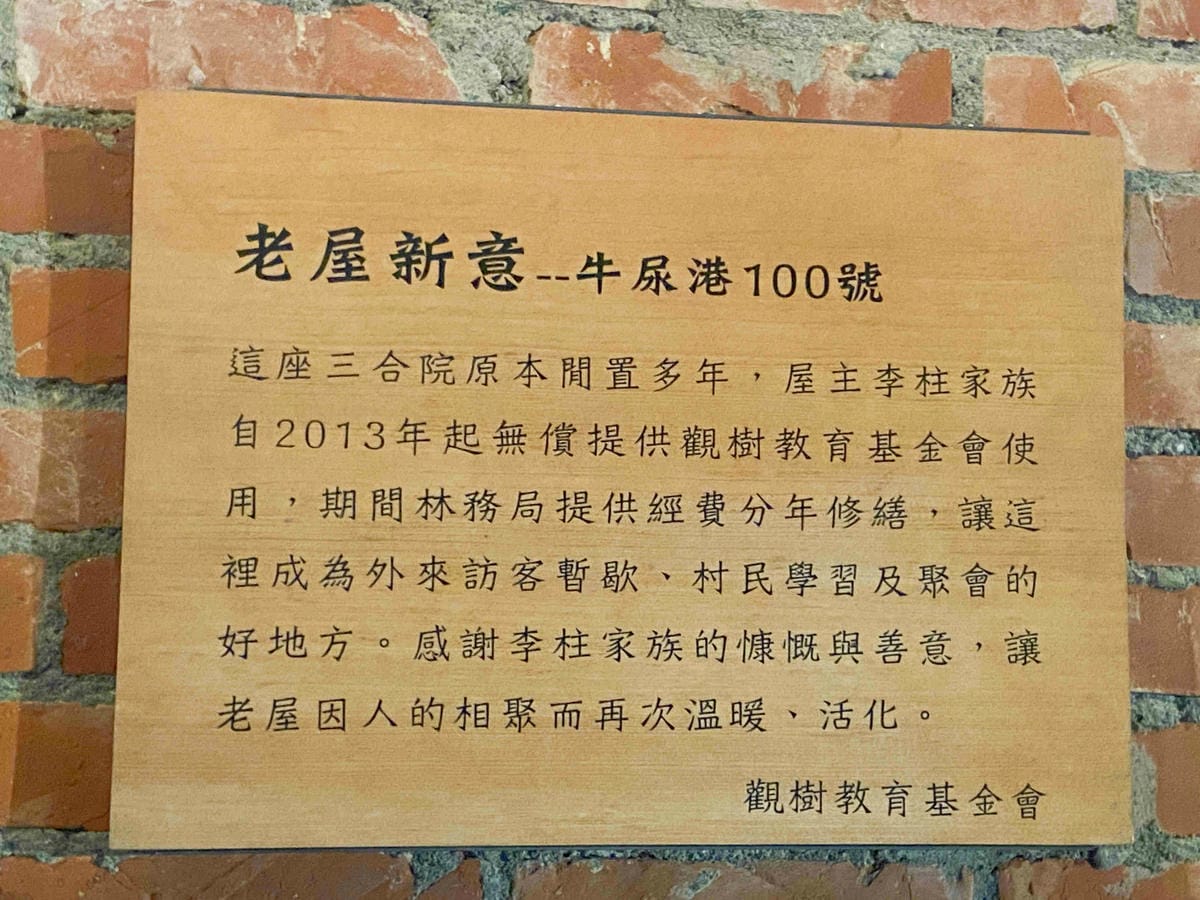 老屋新意--牛尿港100號
這座三合院原本閒置多年，屋主李柱家族
自2013年起無償提供觀樹教育基金會使
用，期間林務局提供經費分年修繕，讓這
裡成為外來訪客暫歇、村民學習及聚會的
好地方。感謝李柱家族的慷慨與善意，讓
老屋因人的相聚而再次溫暖、活化。
觀樹教育基金會